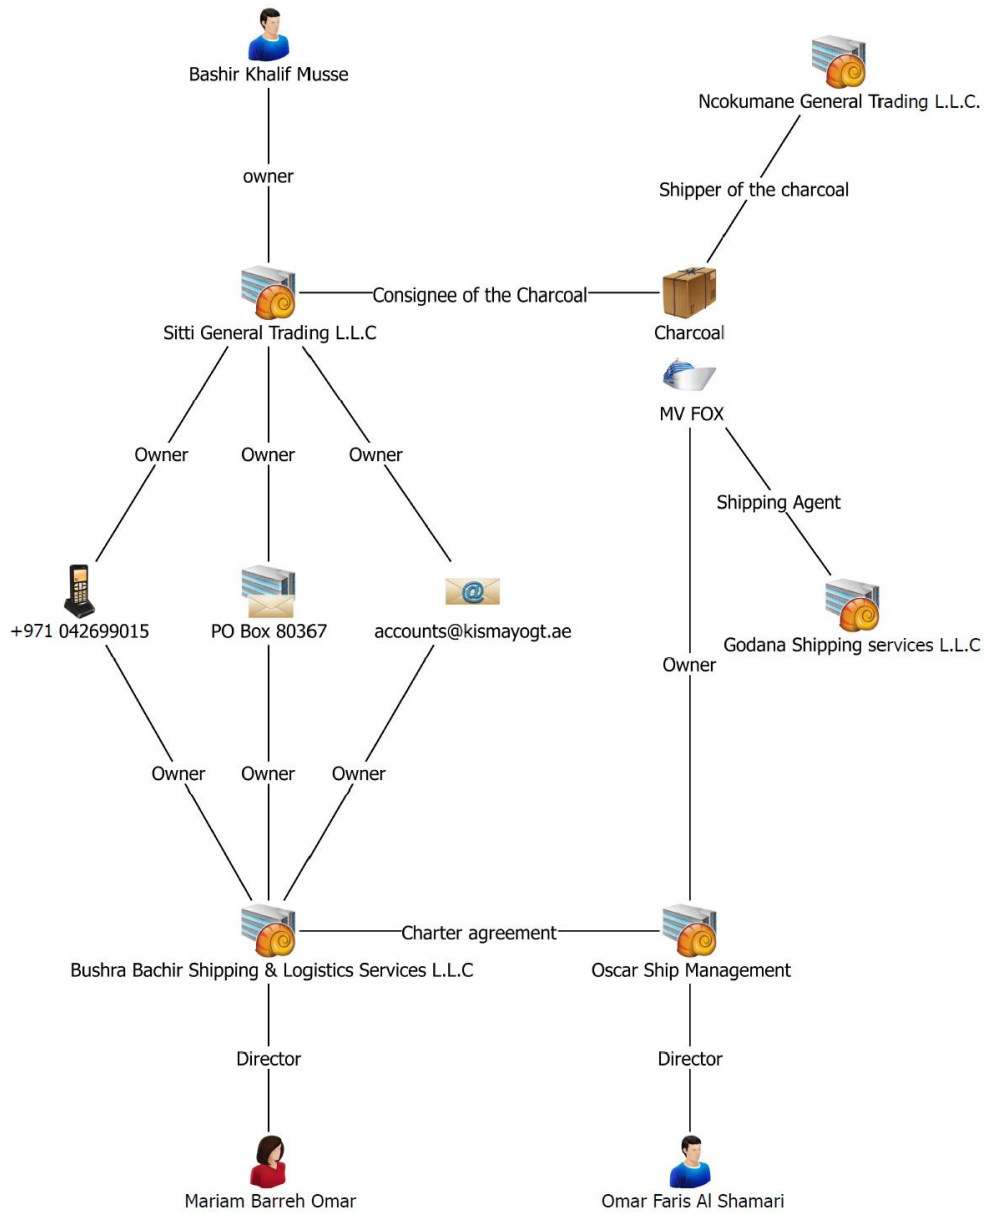 Bashir Khalif Musse
Ncokumane General Trading L.L.C.
owner
Shipper of the charcoal
Consignee of the Charcoal
Sitti General Trading L.L.C
Charcoal
MV FOX
Owner
Owner
Owner
Shipping Agent
+971 042699015
PO Box 80367
accounts@kismayogt.ae
Godana Shipping services L.L.C
Owner
Owner
Owner
Owner
Charter agreement
Bushra Bachir Shipping & Logistics Services L.L.C
Oscar Ship Management
Director
Director
Mariam Barreh Omar
Omar Faris Al Shamari